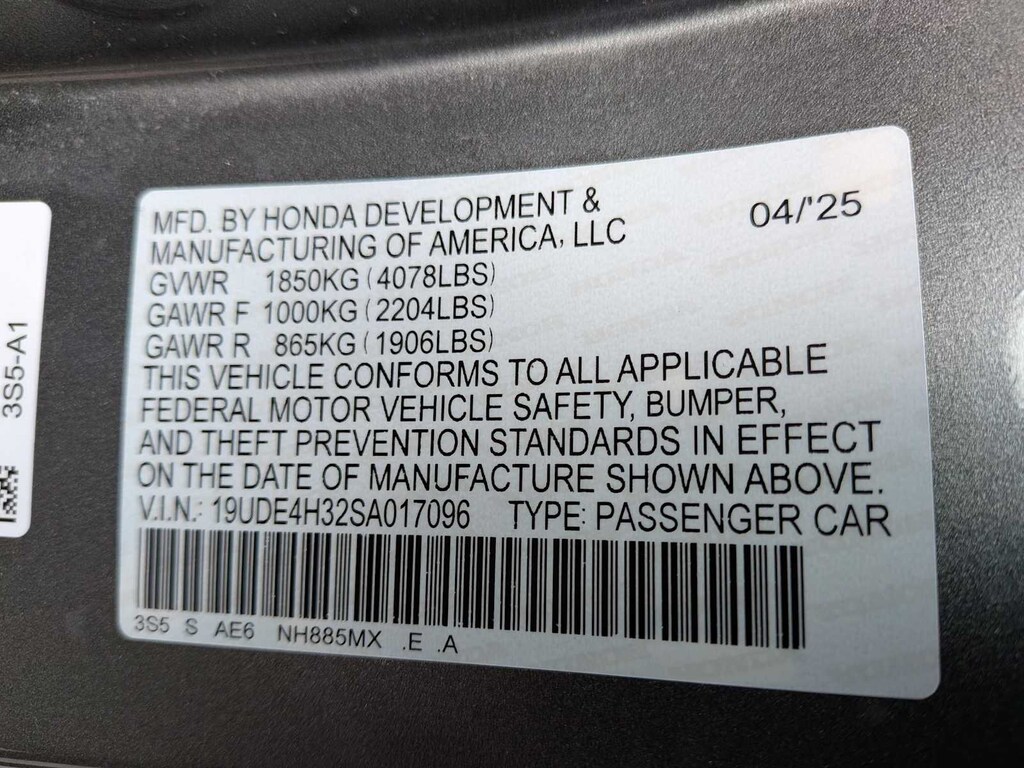 MFD. BY HONDA DEVELOPMENT & 04/'25
MANUFACTURING OF AMERICA, LLC
GVWR 1850KG (4078LBS)
GAWR F 1000KG (2204LBS)
GAWR R 865KG (1906LBS)
THIS VEHICLE CONFORMS TO ALL APPLICABLE
FEDERAL MOTOR VEHICLE SAFETY, BUMPER,
AND THEFT PREVENTION STANDARDS IN EFFECT
ON THE DATE OF MANUFACTURE SHOWN ABOVE.
V.I.N.: 19UDE4H32SA017096 TYPE: PASSENGER CAR
3S5 S AE6 NH885MX .E .A
3S5-A1